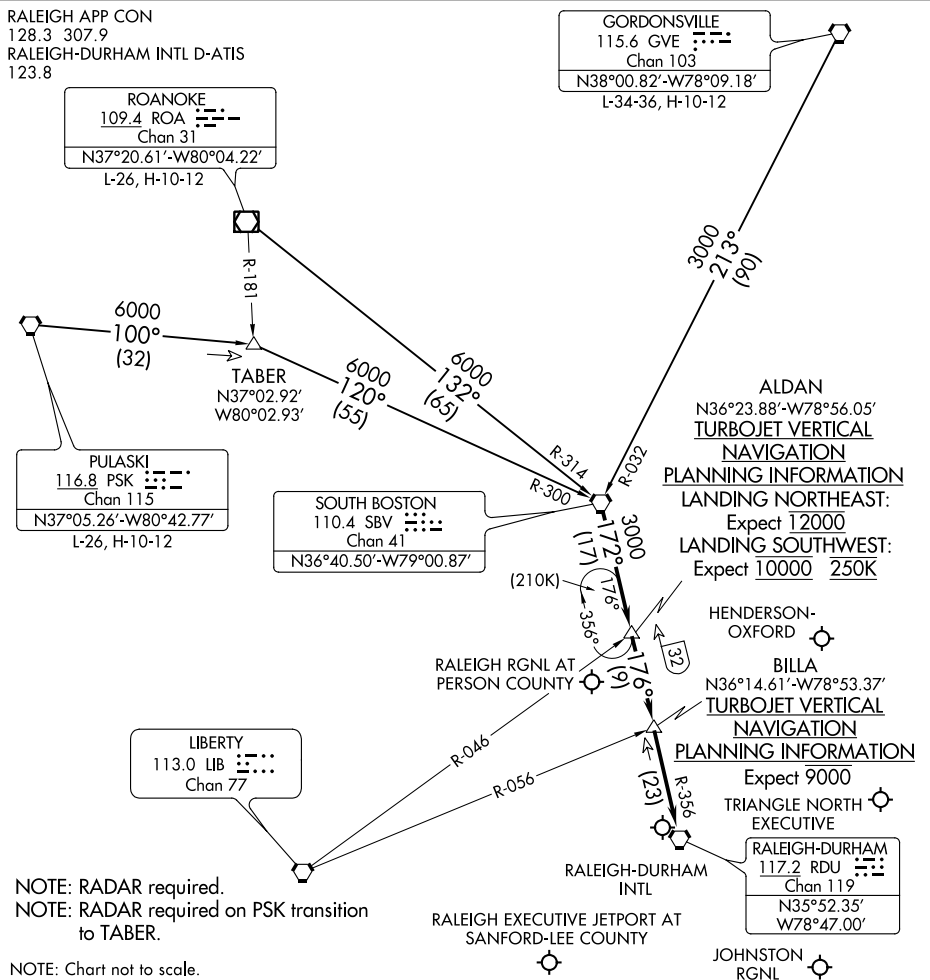 RALEIGH APP CON
128.3 307.9
RALEIGH-DURHAM INTL D-ATIS
123.8
GORDONSVILLE
115.6 GVE
Chan 103
N38°00.82'-W78°09.18'
L-34-36, H-10-12
ROANOKE
109.4 ROA
Chan 31
N37°20.61'-W80°04.22'
L-26, H-10-12
R-181
3000
213°
(90)
6000
100°
(32)
TABER
N37°02.92'
W80°02.93'
6000
120°
(55)
6000
132°
(65)
R-314
R-300
R-032
PULASKI
116.8 PSK
Chan 115
N37°05.26'-W80°42.77'
L-26, H-10-12
SOUTH BOSTON
110.4 SBV
Chan 41
N36°40.50'-W79°00.87'
ALDAN
N36°23.88'-W78°56.05'
TURBOJET VERTICAL
NAVIGATION
PLANNING INFORMATION
LANDING NORTHEAST:
Expect 12000
LANDING SOUTHWEST:
Expect 10000 250K
3000
172°
(17)
(210K)
176°
356°
32
HENDERSON-
OXFORD
RALEIGH RGNL AT
PERSON COUNTY
176°
(9)
BILLA
N36°14.61'-W78°53.37'
TURBOJET VERTICAL
NAVIGATION
PLANNING INFORMATION
Expect 9000
LIBERTY
113.0 LIB
Chan 77
R-046
R-056
(23)
R-356
TRIANGLE NORTH
EXECUTIVE
RALEIGH-DURHAM
INTL
RALEIGH-DURHAM
117.2 RDU
Chan 119
N35°52.35'
W78°47.00'
NOTE: RADAR required.
NOTE: RADAR required on PSK transition
to TABER.
RALEIGH EXECUTIVE JETPORT AT
SANFORD-LEE COUNTY
JOHNSTON
RGNL
NOTE: Chart not to scale.